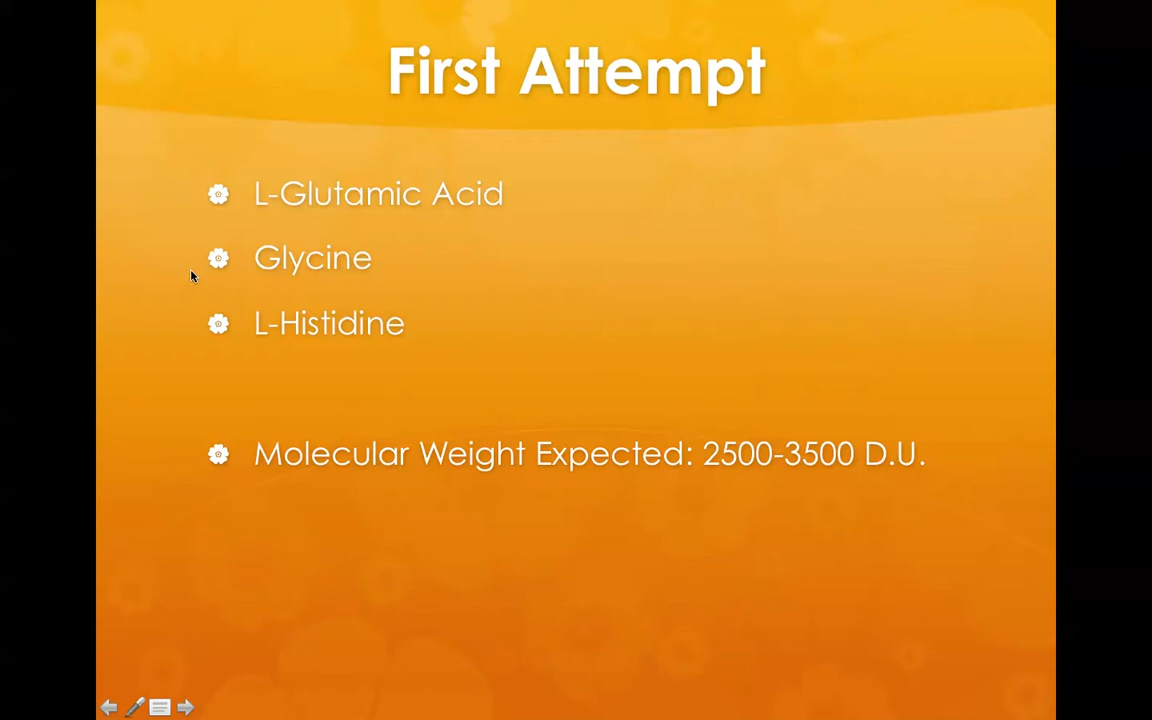 First Attempt
L-Glutamic Acid
Glycine
L-Histidine
Molecular Weight Expected: 2500-3500 D.U.